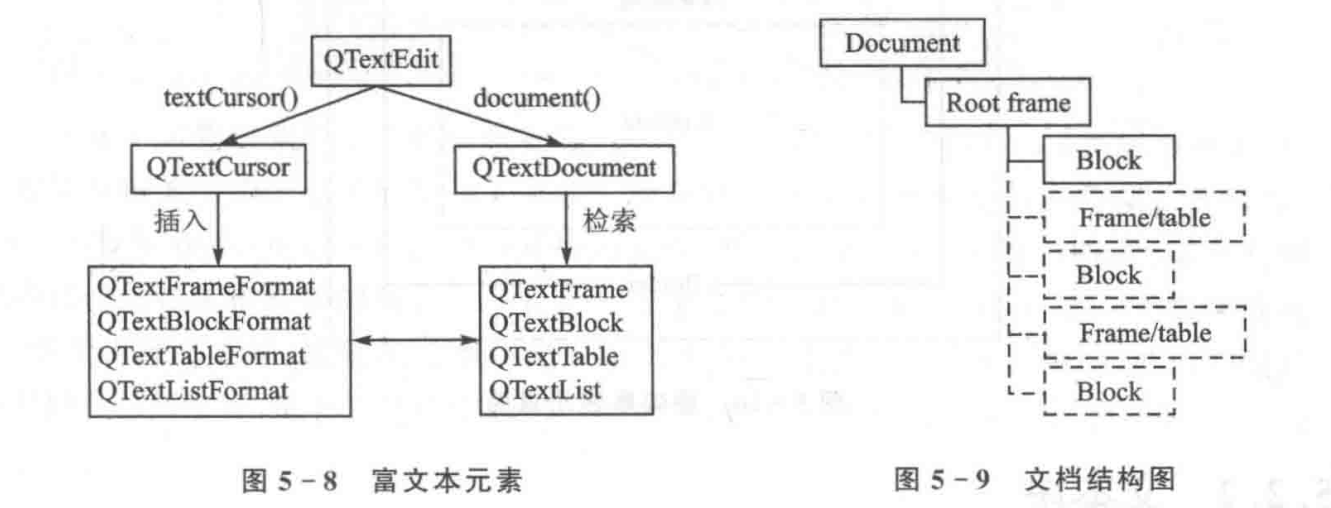 QTextEdit
textCursor()
document()
QTextCursor
QTextDocument
插入
检索
QTextFrameFormat
QTextBlockFormat
QTextTableFormat
QTextListFormat
QTextFrame
QTextBlock
QTextTable
QTextList
图 5-8 富文本元素
Document
Root frame
Block
Frame/table
Block
Frame/table
Block
图 5-9 文档结构图